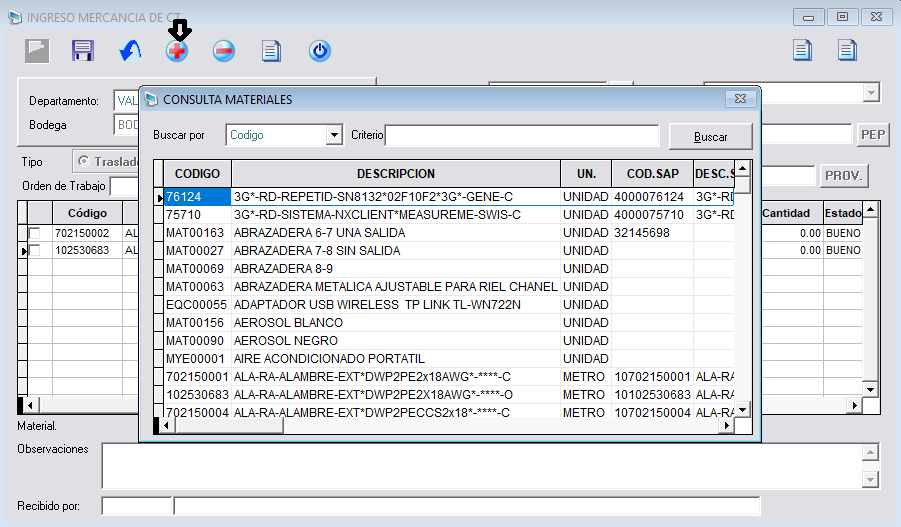 INGRESO MERCANCIA DE CT
CONSULTA MATERIALES
Departamento: VAL
Bodega BOD
Buscar por Codigo Criterio Buscar
PEP
Tipo Traslado
PROV.
Orden de Trabajo
CODIGO DESCRIPCION UN. COD.SAP DESC.S
76124 3G*-RD-REPETID-SN8132*02F10F2*3G*-GENE-C UNIDAD 4000076124 3G*-RD
75710 3G*-RD-SISTEMA-NXCLIENT*MEASUREME-SWIS-C UNIDAD 4000075710 3G*-RD
MAT00163 ABRAZADERA 6-7 UNA SALIDA UNIDAD 32145698
MAT00027 ABRAZADERA 7-8 SIN SALIDA UNIDAD
MAT00069 ABRAZADERA 8-9 UNIDAD
MAT00063 ABRAZADERA METALICA AJUSTABLE PARA RIEL CHANEL UNIDAD
EQC00055 ADAPTADOR USB WIRELESS TP LINK TL-WN722N UNIDAD
MAT00156 AEROSOL BLANCO UNIDAD
MAT00090 AEROSOL NEGRO UNIDAD
MYE00001 AIRE ACONDICIONADO PORTATIL UNIDAD
702150001 ALA-RA-ALAMBRE-EXT*DWP2PE2x18AWG*-****-C METRO 10702150001 ALA-RA
102530683 ALA-RA-ALAMBRE-EXT*DWP2PE2X18AWG*-****-O METRO 10102530683 ALA-RA
702150004 ALA-RA-ALAMBRE-EXT*DWP2PECCS2x18*-****-C METRO 10702150004 ALA-RA
Código Cantidad Estado
702150002 ALA 0.00 BUENO
102530683 AL 0.00 BUENO
Material.
Observaciones
Recibido por: